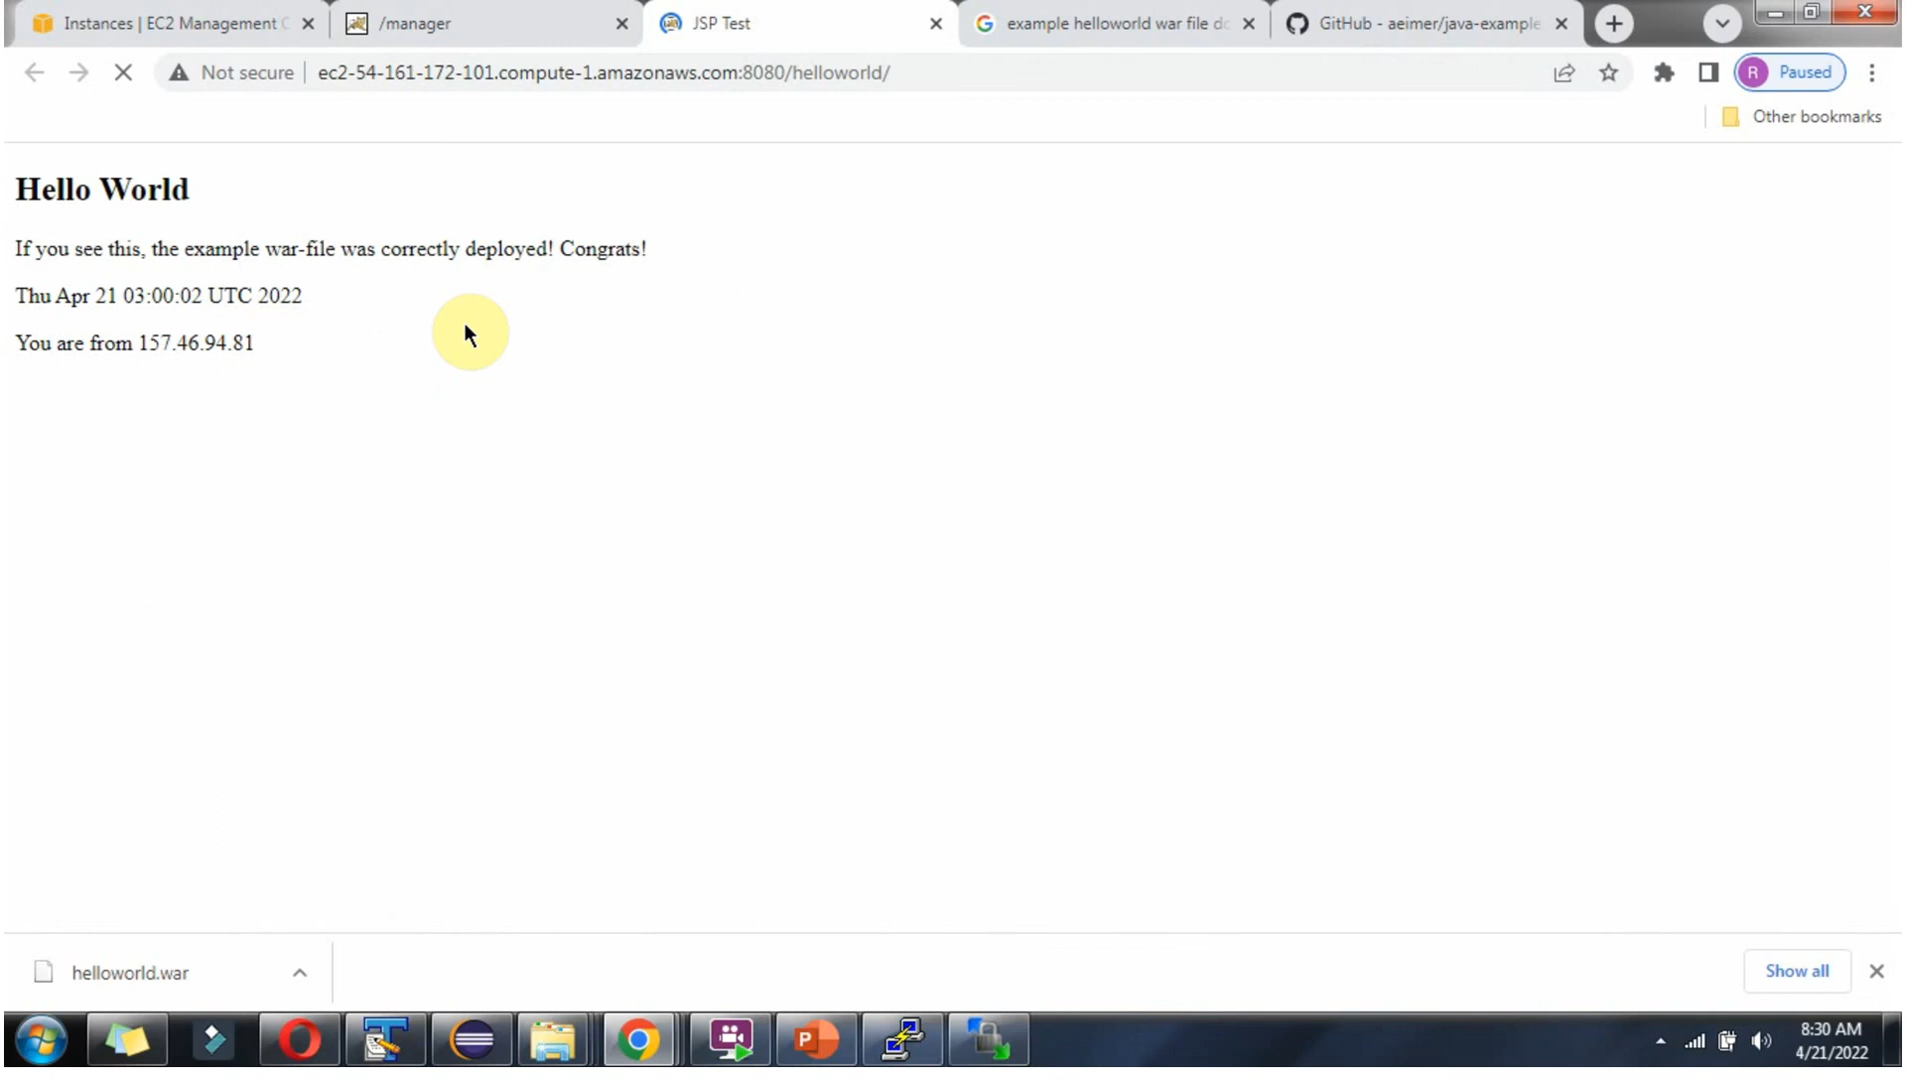 Instances | EC2 Management C
/manager
JSP Test
example helloworld war file do
GitHub - aeimer/java-example
Not secure
ec2-54-161-172-101.compute-1.amazonaws.com:8080/helloworld/
R
Paused
Other bookmarks
Hello World
If you see this, the example war-file was correctly deployed! Congrats!
Thu Apr 21 03:00:02 UTC 2022
You are from 157.46.94.81
helloworld.war
Show all
8:30 AM
4/21/2022